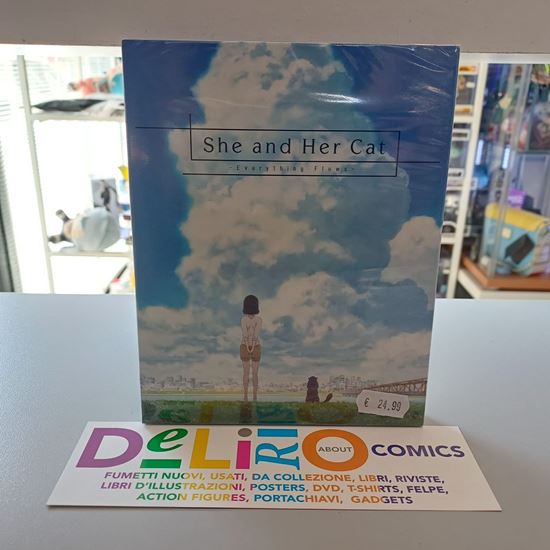 She and Her Cat
-Everything Flows-
€ 24.90
DeLiRIO ABOUT COMICS
FUMETTI NUOVI, USATI, DA COLLEZIONE, LIBRI, RIVISTE,
LIBRI D'ILLUSTRAZIONI, POSTERS, DVD, T-SHIRTS, FELPE,
ACTION FIGURES, PORTACHIAVI, GADGETS